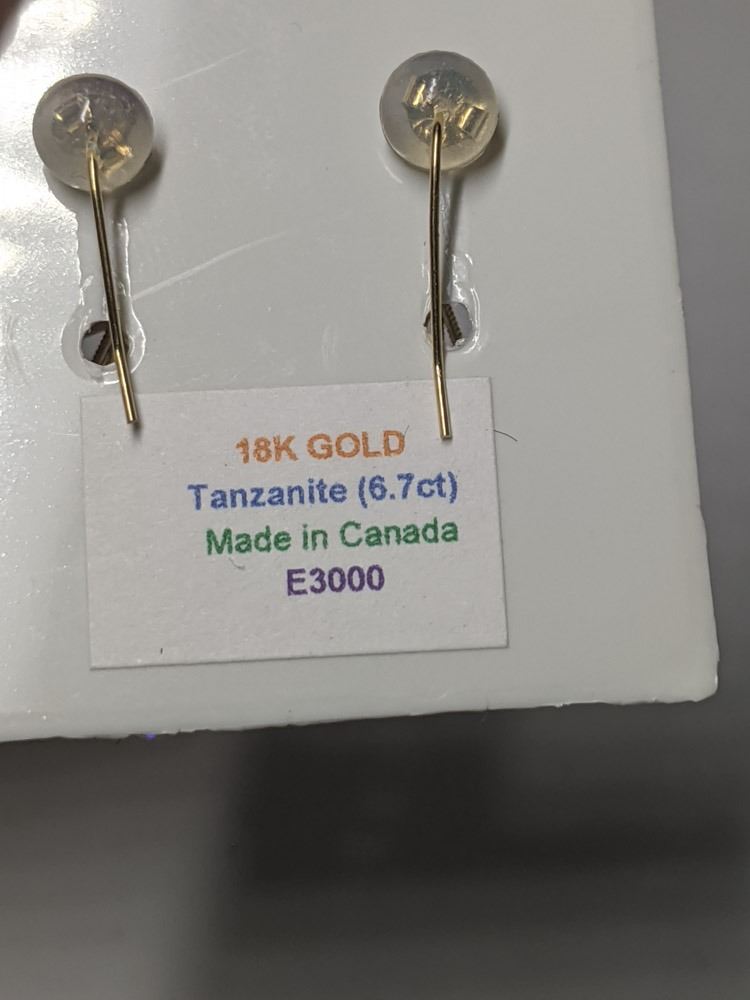 18K GOLD
Tanzanite (6.7ct)
Made in Canada
E3000